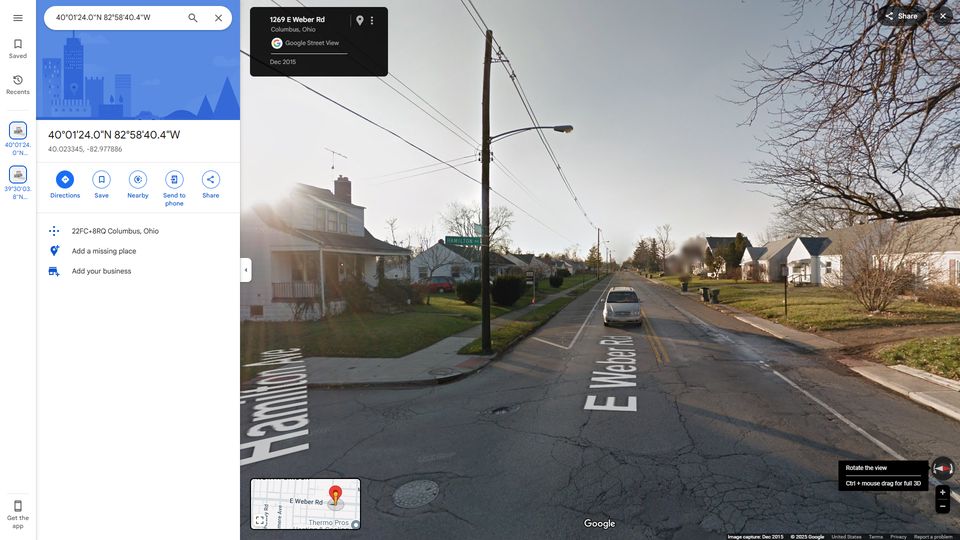 40°01'24.0"N 82°58'40.4"W
Saved
Recents
40°01'24.
0"N...
39°30'03.
8"N...
Get the
app
40°01'24.0"N 82°58'40.4"W
40.023345, -82.977886
Directions
Save
Nearby
Send to
phone
Share
22FC+8RQ Columbus, Ohio
Add a missing place
Add your business
1269 E Weber Rd
Columbus, Ohio
Google Street View
Dec 2015
Share
HAMILTON AV
Hamilton Ave
E Weber Rd
E Weber Rd
Thermo Pros
Rotate the view
Ctrl + mouse drag for full 3D
Google
Image capture: Dec 2015 © 2025 Google United States Terms Privacy Report a problem